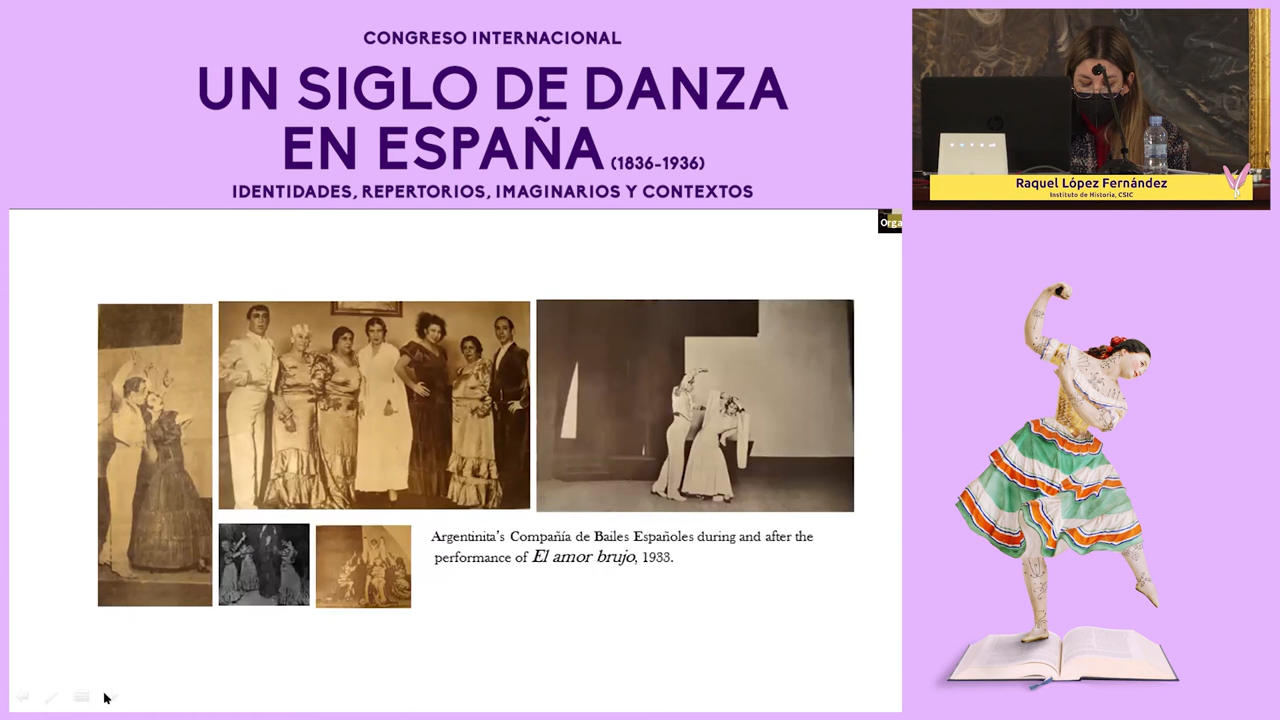 CONGRESO INTERNACIONAL
UN SIGLO DE DANZA
EN ESPAÑA (1836-1936)
IDENTIDADES, REPERTORIOS, IMAGINARIOS Y CONTEXTOS
Raquel López Fernández
Instituto de Historia, CSIC
Orga
Argentinita's Compañía de Bailes Españoles during and after the
performance of El amor brujo, 1933.